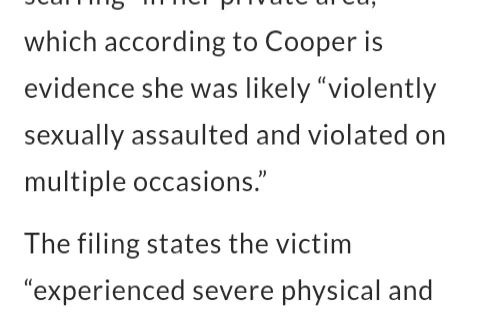 which according to Cooper is
evidence she was likely “violently
sexually assaulted and violated on
multiple occasions.”
The filing states the victim
“experienced severe physical and